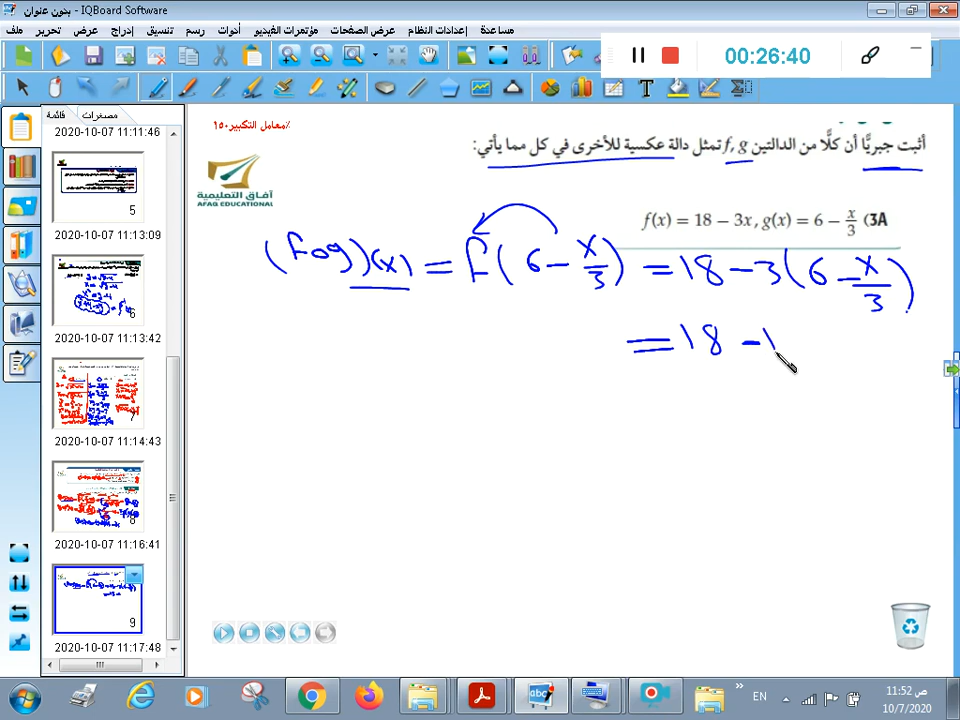 بدون عنوان - IQBoard Software
ملف تحرير عرض إدراج تنسيق رسم أدوات مؤتمرات الفيديو عرض الصفحات إعدادات النظام مساعدة
00:26:40
قائمة مصغرات
2020-10-07 11:11:46
5
2020-10-07 11:13:09
6
2020-10-07 11:13:42
7
2020-10-07 11:14:43
8
2020-10-07 11:16:41
9
2020-10-07 11:17:48
معامل التكبير٪١٥٠
آفاق التعليمية
AFAQ EDUCATIONAL
أثبت جبريًّا أن كلًّا من الدالتين f, g تمثل دالة عكسية للأخرى في كل مما يأتي:
f(x) = 18 − 3x, g(x) = 6 − x/3 (3A
(fog)(x) = f(6 − x/3) = 18 − 3(6 − x/3)
= 18 − 1
EN
11:52 ص
10/7/2020